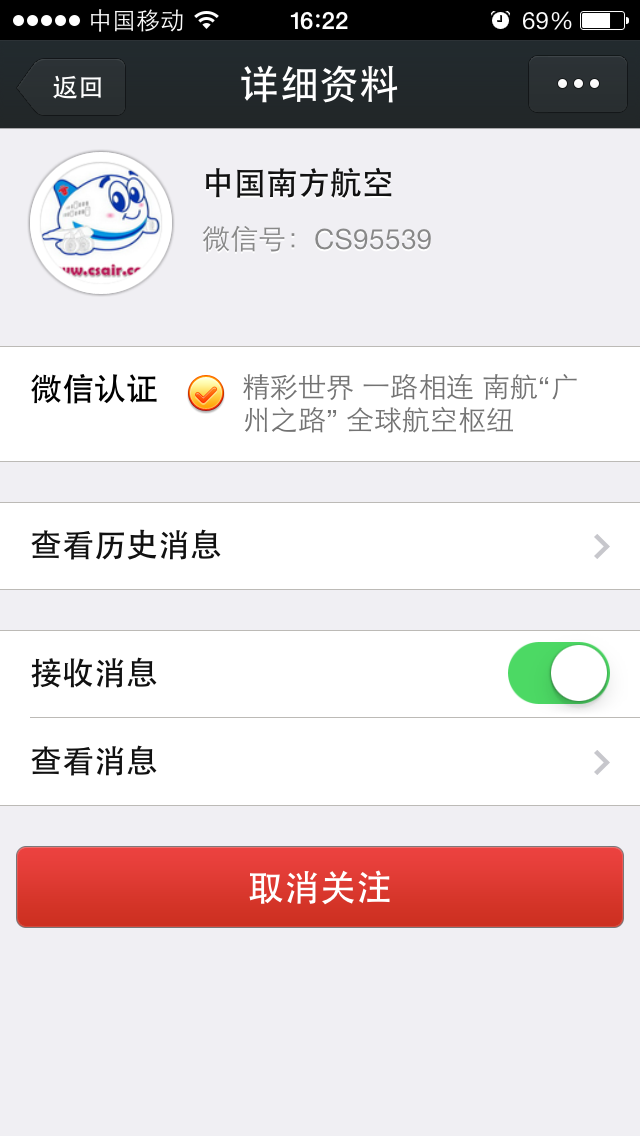 中国移动 16:22 69%
返回 详细资料
中国南方航空
微信号：CS95539
www.csair.c
微信认证 精彩世界 一路相连 南航“广
州之路” 全球航空枢纽
查看历史消息
接收消息
查看消息
取消关注